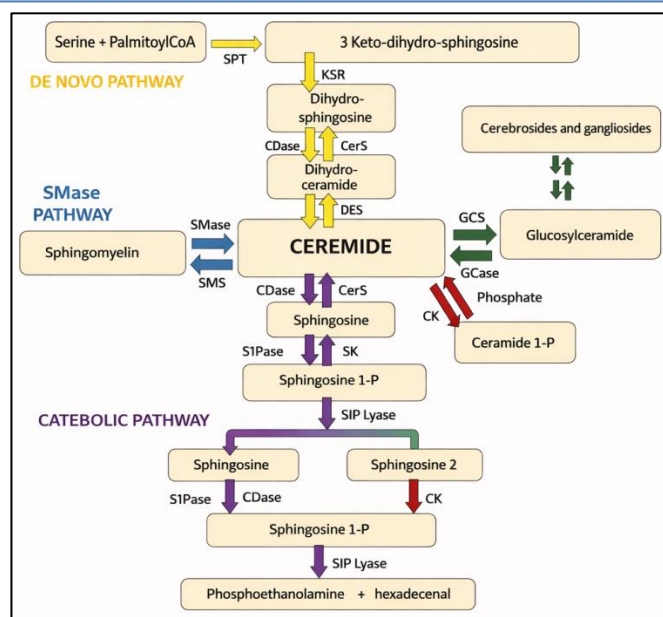 Serine + PalmitoylCoA
SPT
3 Keto-dihydro-sphingosine
DE NOVO PATHWAY
KSR
Dihydro-
sphingosine
CDase
CerS
Cerebrosides and gangliosides
Dihydro-
ceramide
DES
SMase
PATHWAY
SMase
Sphingomyelin
SMS
CEREMIDE
GCS
GCase
Glucosylceramide
CDase
CerS
Phosphate
CK
Ceramide 1-P
Sphingosine
S1Pase
SK
Sphingosine 1-P
SIP Lyase
CATEBOLIC PATHWAY
Sphingosine
Sphingosine 2
S1Pase
CDase
CK
Sphingosine 1-P
SIP Lyase
Phosphoethanolamine + hexadecenal